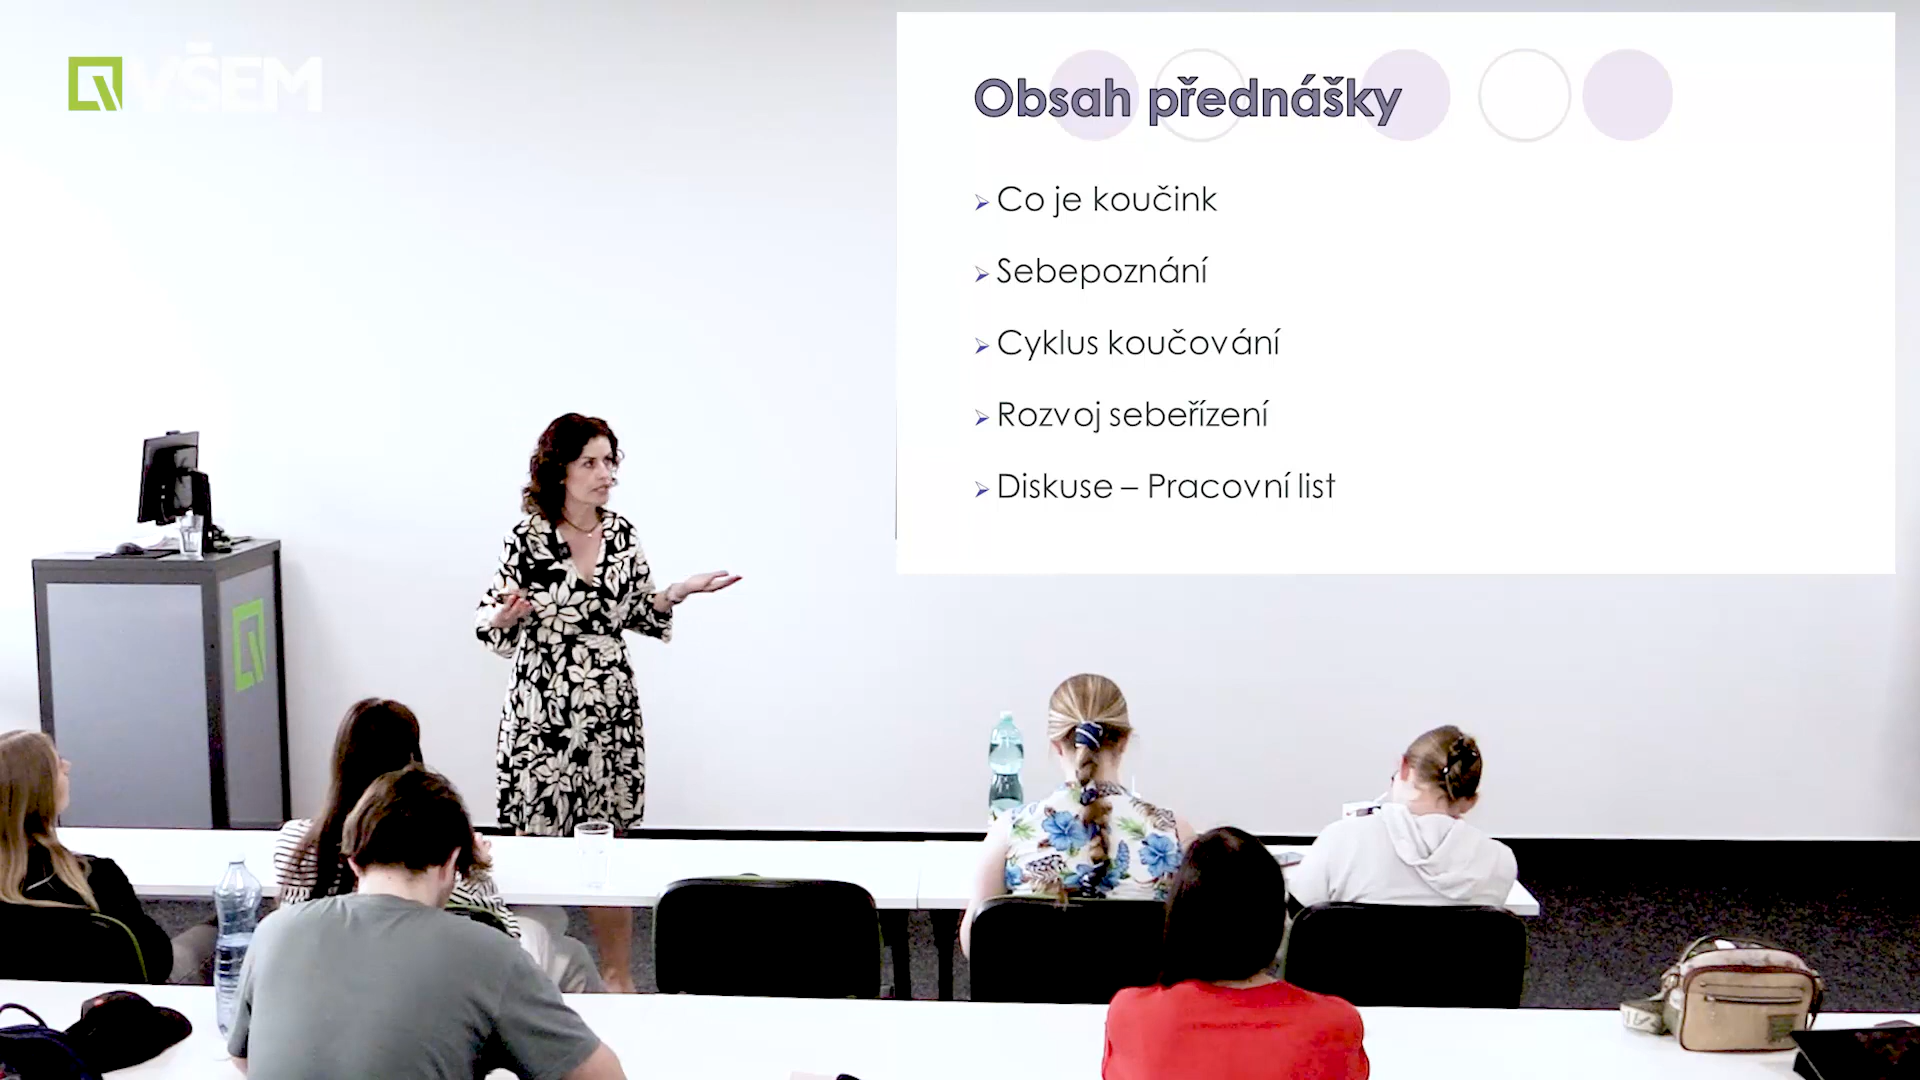 VŠEM
Obsah přednášky
Co je koučink
Sebepoznání
Cyklus koučování
Rozvoj sebeřízení
Diskuse – Pracovní list